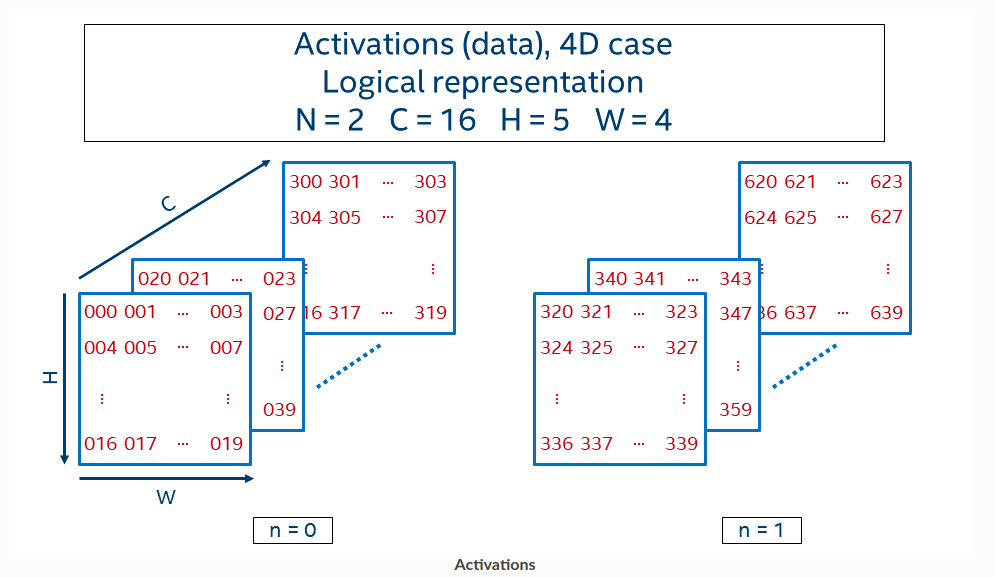 Activations (data), 4D case
Logical representation
N = 2 C = 16 H = 5 W = 4
C
H
W
300 301 ··· 303
304 305 ··· 307
⋮ ⋮
16 317 ··· 319
020 021 ··· 023
027
⋮
039
000 001 ··· 003
004 005 ··· 007
⋮ ⋮
016 017 ··· 019
n = 0
620 621 ··· 623
624 625 ··· 627
⋮ ⋮
36 637 ··· 639
340 341 ··· 343
347
⋮
359
320 321 ··· 323
324 325 ··· 327
⋮ ⋮
336 337 ··· 339
n = 1
Activations